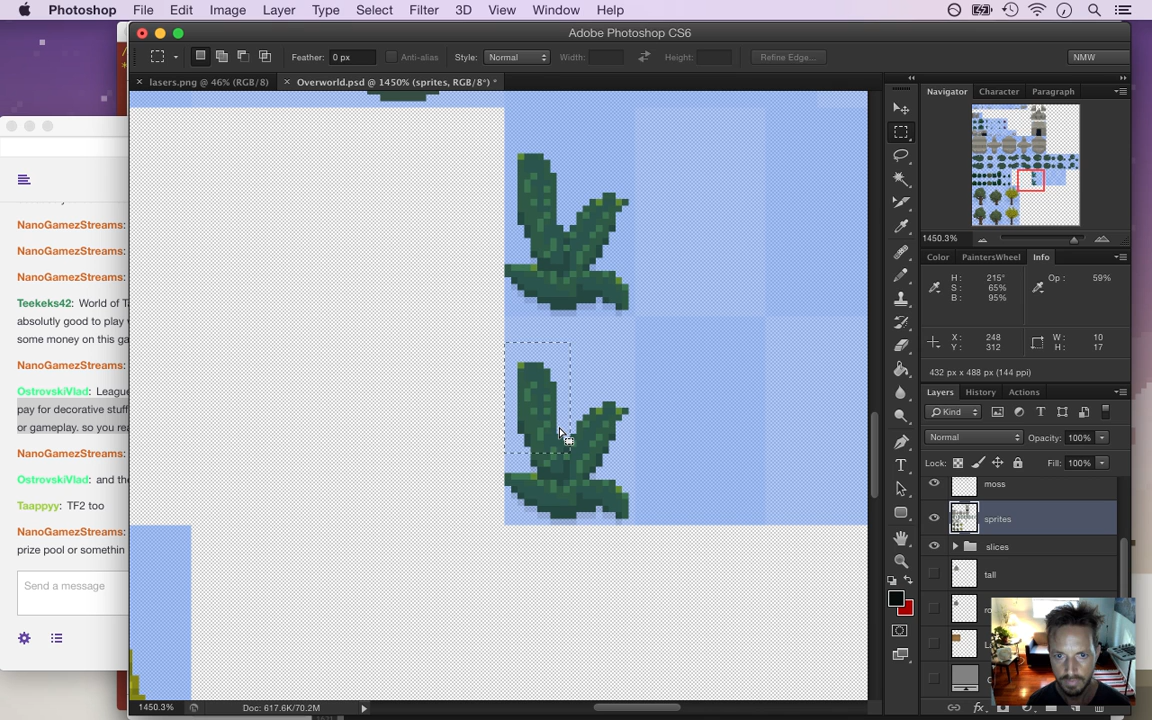 Photoshop File Edit Image Layer Type Select Filter 3D View Window Help
Adobe Photoshop CS6
Feather: 0 px Anti-alias Style: Normal Width: Height: Refine Edge... NMW
lasers.png @ 46% (RGB/8) Overworld.psd @ 1450% (sprites, RGB/8*) *
Navigator Character Paragraph
1450.3%
Color PaintersWheel Info
H: 215°
S: 65%
B: 95%
Op: 59%
X: 248
Y: 312
W: 10
H: 17
432 px x 488 px (144 ppi)
Layers History Actions
Kind
Normal Opacity: 100%
Lock: Fill: 100%
moss
sprites
slices
tall
NanoGamezStreams:
NanoGamezStreams:
NanoGamezStreams:
Teekeks42: World of
absolutly good to play
some money on this ga
NanoGamezStreams:
OstrovskiVlad: Leagu
pay for decorative stuff
or gameplay. so you rea
NanoGamezStreams:
OstrovskiVlad: and the
Taappyy: TF2 too
NanoGamezStreams:
prize pool or somethin
Send a message
1450.3% Doc: 617.6K/70.2M